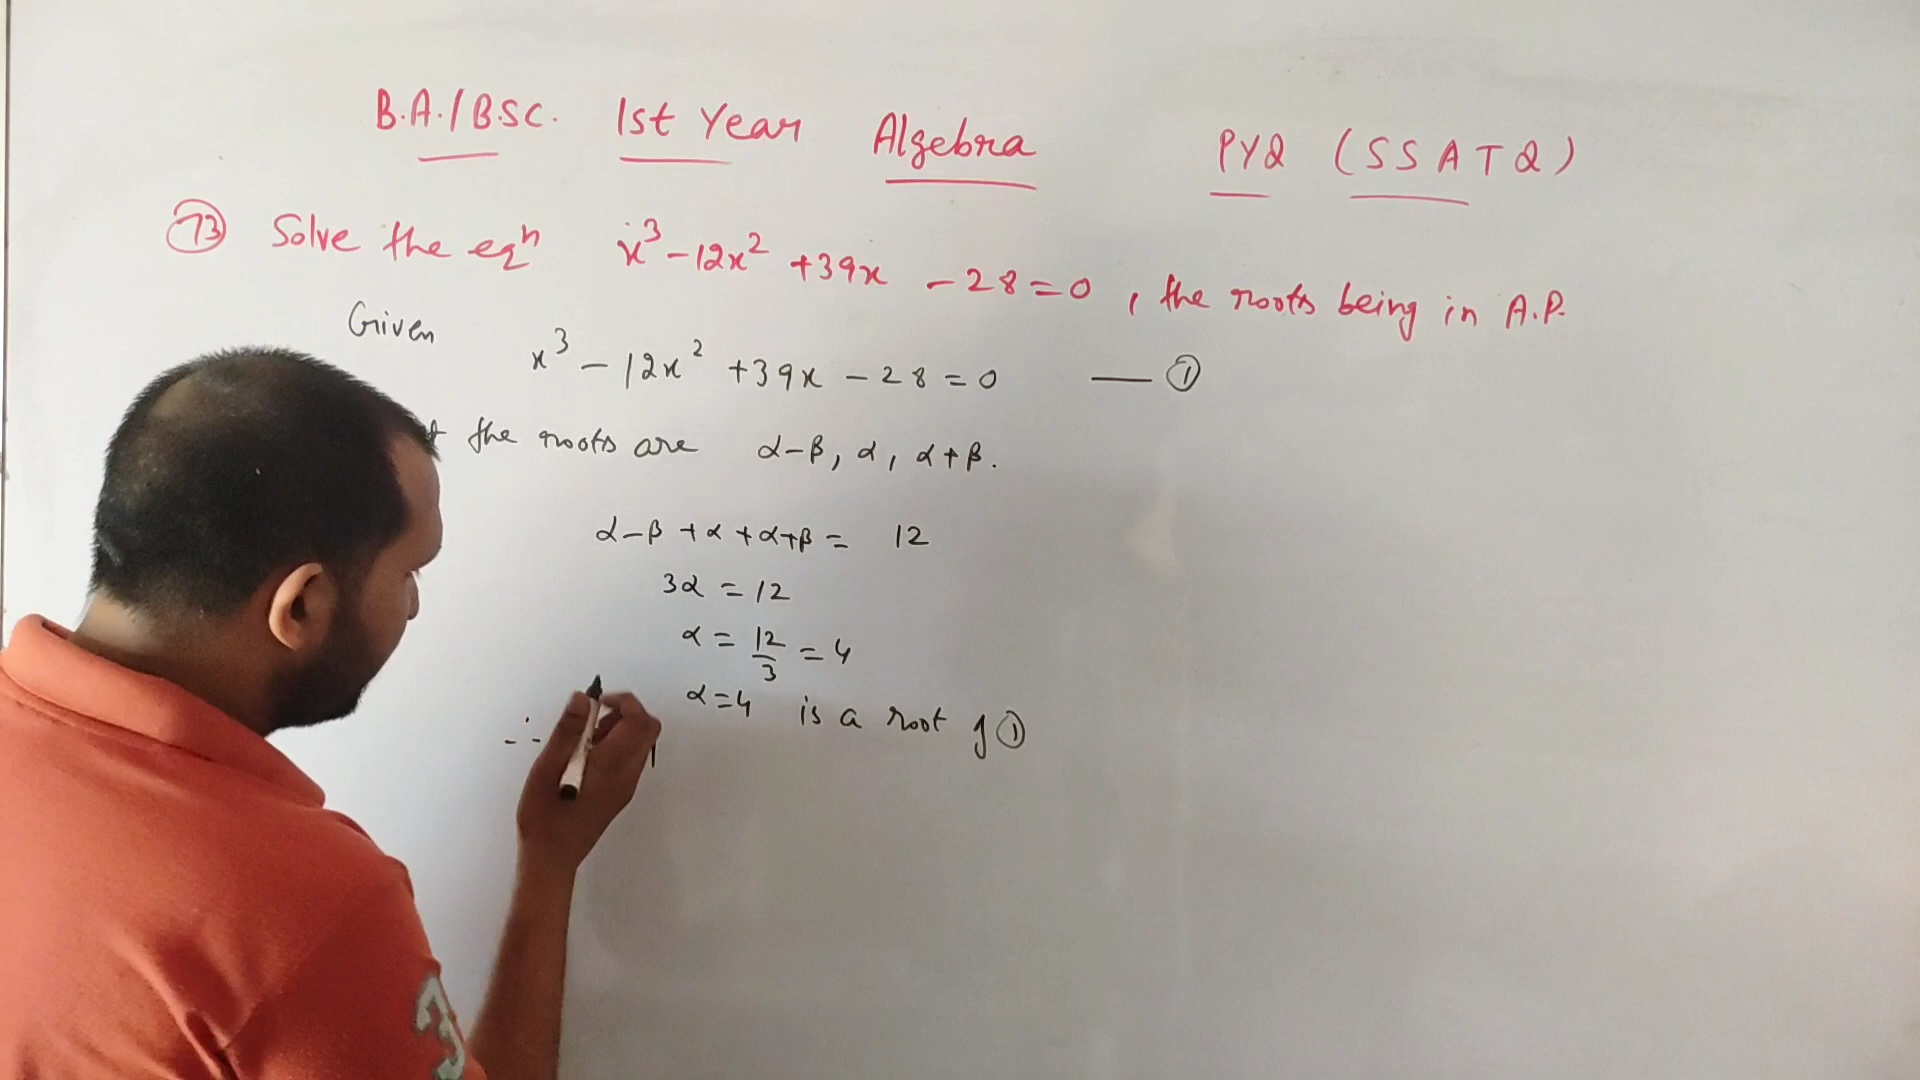 B.A./B.SC. 1st Year Algebra PYQ (SSATQ)
73 Solve the eqⁿ x³ - 12x² + 39x - 28 = 0, the roots being in A.P.
Given
x³ - 12x² + 39x - 28 = 0 — ①
the roots are α-β, α, α+β.
α-β + α + α+β = 12
3α = 12
α = 12/3 = 4
α = 4 is a root of ①
∴
3